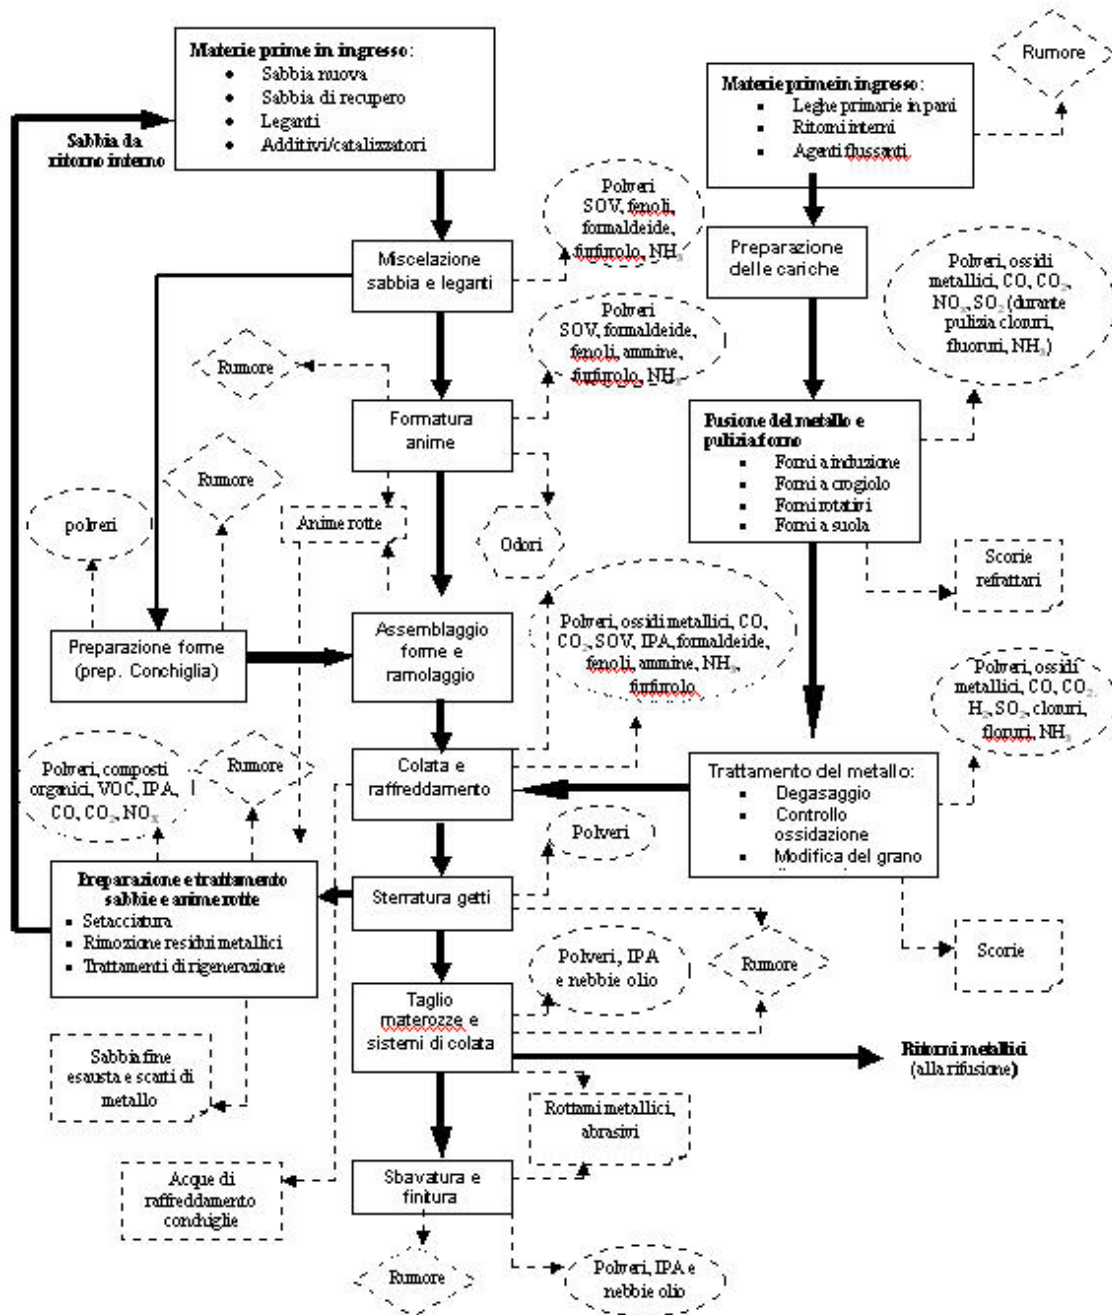 Materie prime in ingresso:
• Sabbia nuova
• Sabbia di recupero
• Leganti
• Additivi/catalizzatori
Sabbia da
ritorno interno
Materie prime in ingresso:
▪ Leghe primarie in pani
▪ Ritorni interni
▪ Agenti flussanti
Rumore
Polveri
SOV, fenoli,
formaldeide,
furfurolo, NH₃
Miscelazione
sabbia e leganti
Preparazione
delle cariche
Polveri, ossidi
metallici, CO, CO₂,
NOₓ, SO₂ (durante
pulizia cloruri,
fluoruri, NH₃)
Polveri
SOV, formaldeide,
fenoli, ammine,
furfurolo, NH₃
Rumore
Formatura
anime
Fusione del metallo e
pulizia forno
▪ Forni a induzione
▪ Forni a crogiolo
▪ Forni rotativi
▪ Forni a suola
Rumore
polveri
Anime rotte
Odori
Scorie
refrattari
Preparazione forme
(prep. Conchiglia)
Assemblaggio
forme e
ramolaggio
Polveri, ossidi metallici, CO,
CO₂, SOV, IPA, formaldeide,
fenoli, ammine, NH₃,
furfurolo
Polveri, ossidi
metallici, CO, CO₂,
H₂, SO₂, cloruri,
floruri, NH₃
Polveri, composti
organici, VOC, IPA,
CO, CO₂, NOₓ
Rumore
Colata e
raffreddamento
Trattamento del metallo:
▪ Degasaggio
▪ Controllo
ossidazione
▪ Modifica del grano
Polveri
Preparazione e trattamento
sabbie e anime rotte
▪ Setacciatura
▪ Rimozione residui metallici
▪ Trattamenti di rigenerazione
Sterratura getti
Polveri, IPA
e nebbie olio
Rumore
Scorie
Taglio
materozze e
sistemi di colata
Ritorni metallici
(alla rifusione)
Sabbia fine
esausta e scarti di
metallo
Rottami metallici,
abrasivi
Acque di
raffreddamento
conchiglie
Sbavatura e
finitura
Rumore
Polveri, IPA e
nebbie olio